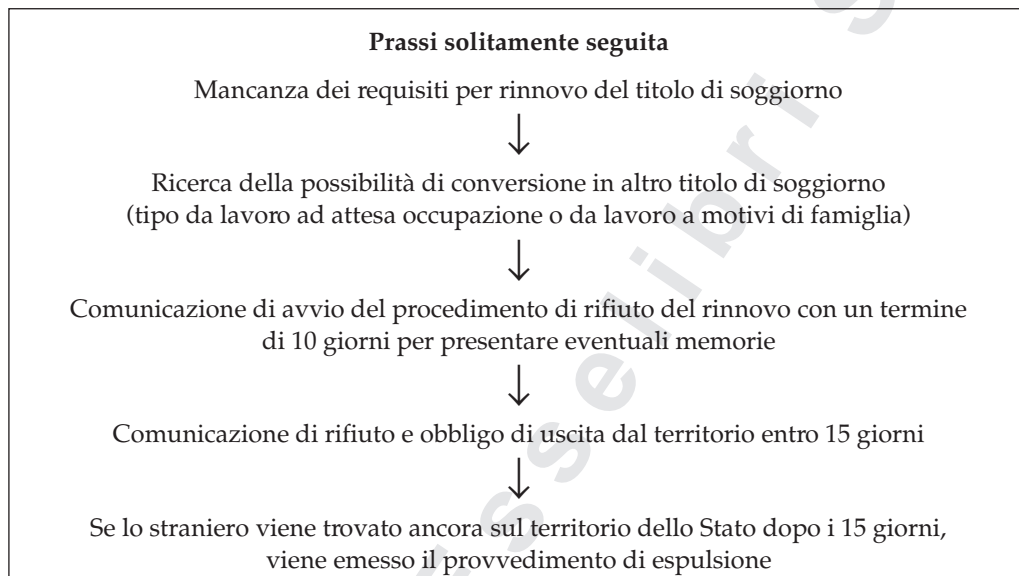 Prassi solitamente seguita
Mancanza dei requisiti per rinnovo del titolo di soggiorno
Ricerca della possibilità di conversione in altro titolo di soggiorno
(tipo da lavoro ad attesa occupazione o da lavoro a motivi di famiglia)
Comunicazione di avvio del procedimento di rifiuto del rinnovo con un termine
di 10 giorni per presentare eventuali memorie
Comunicazione di rifiuto e obbligo di uscita dal territorio entro 15 giorni
Se lo straniero viene trovato ancora sul territorio dello Stato dopo i 15 giorni,
viene emesso il provvedimento di espulsione
Esselibri S